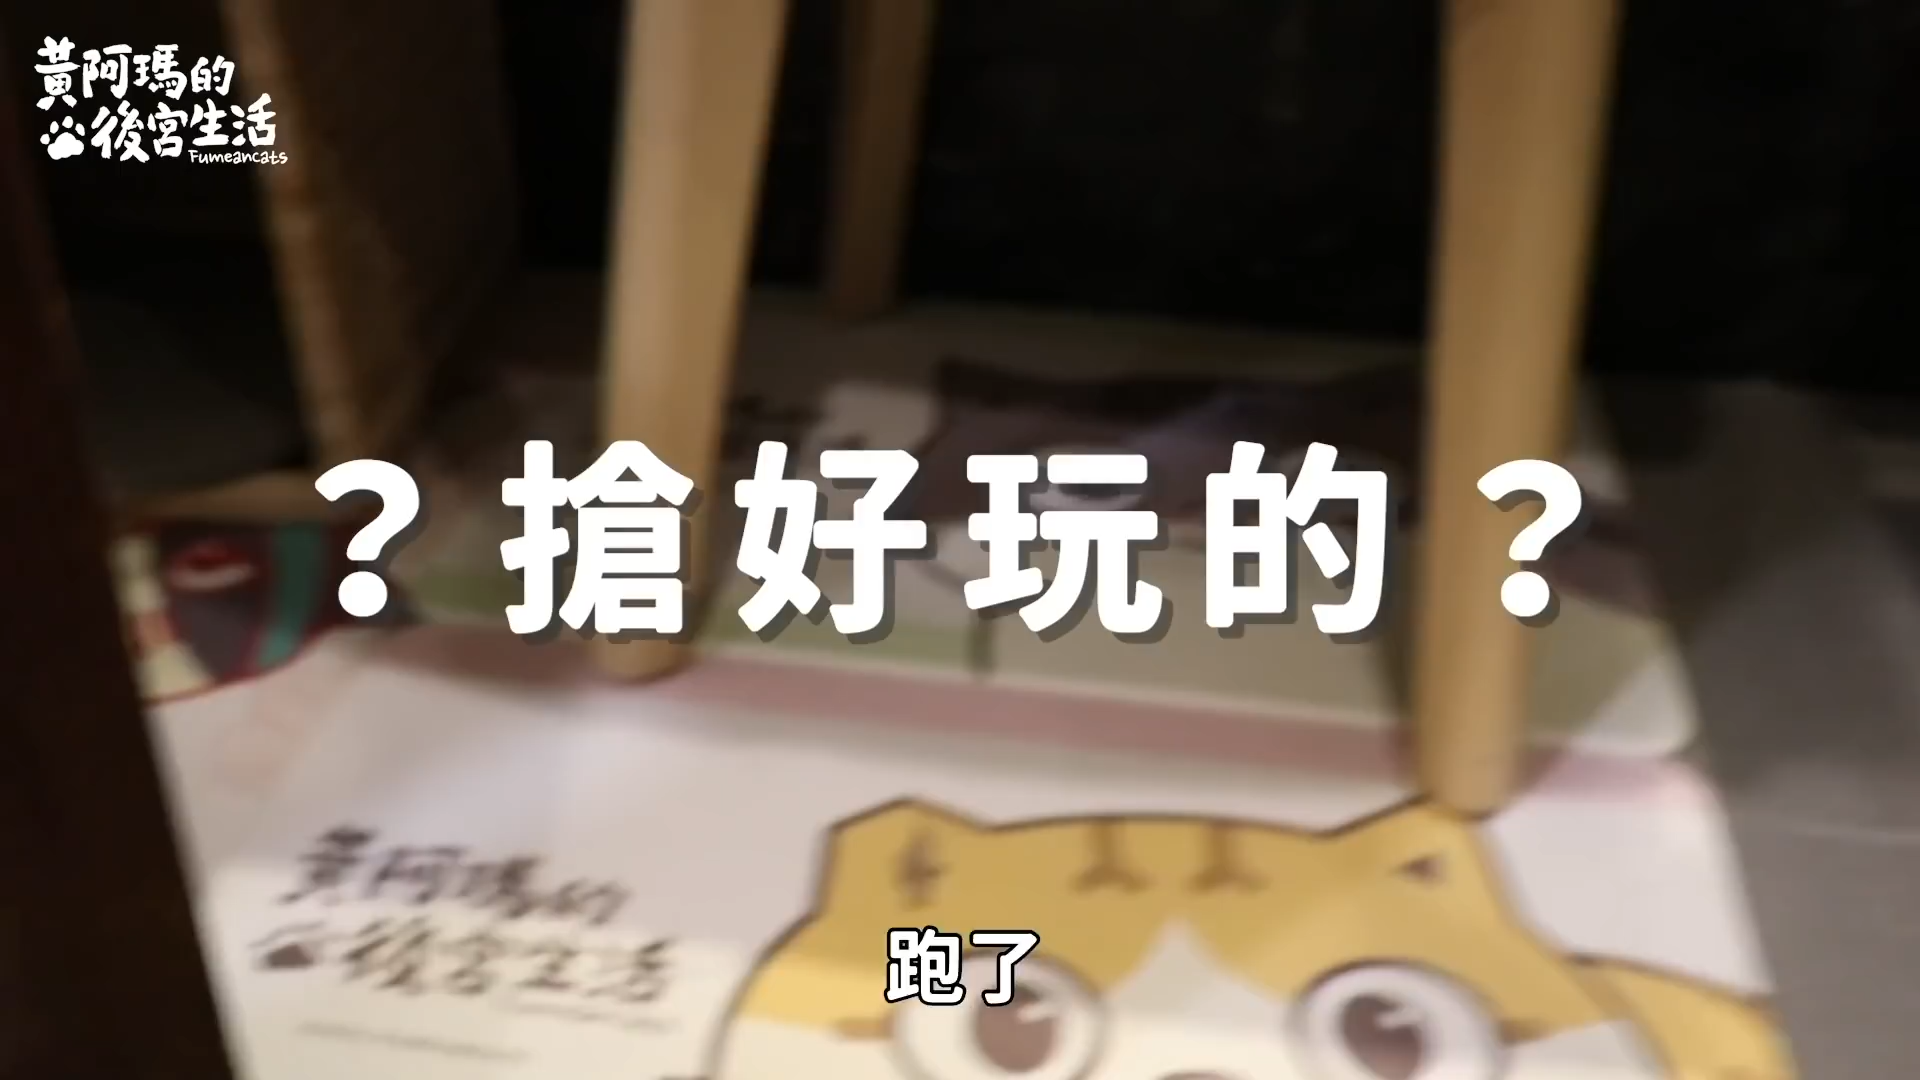 黃阿瑪的
後宮生活
Fumeancats
？搶好玩的？
黃阿瑪的
後宮生活
跑了